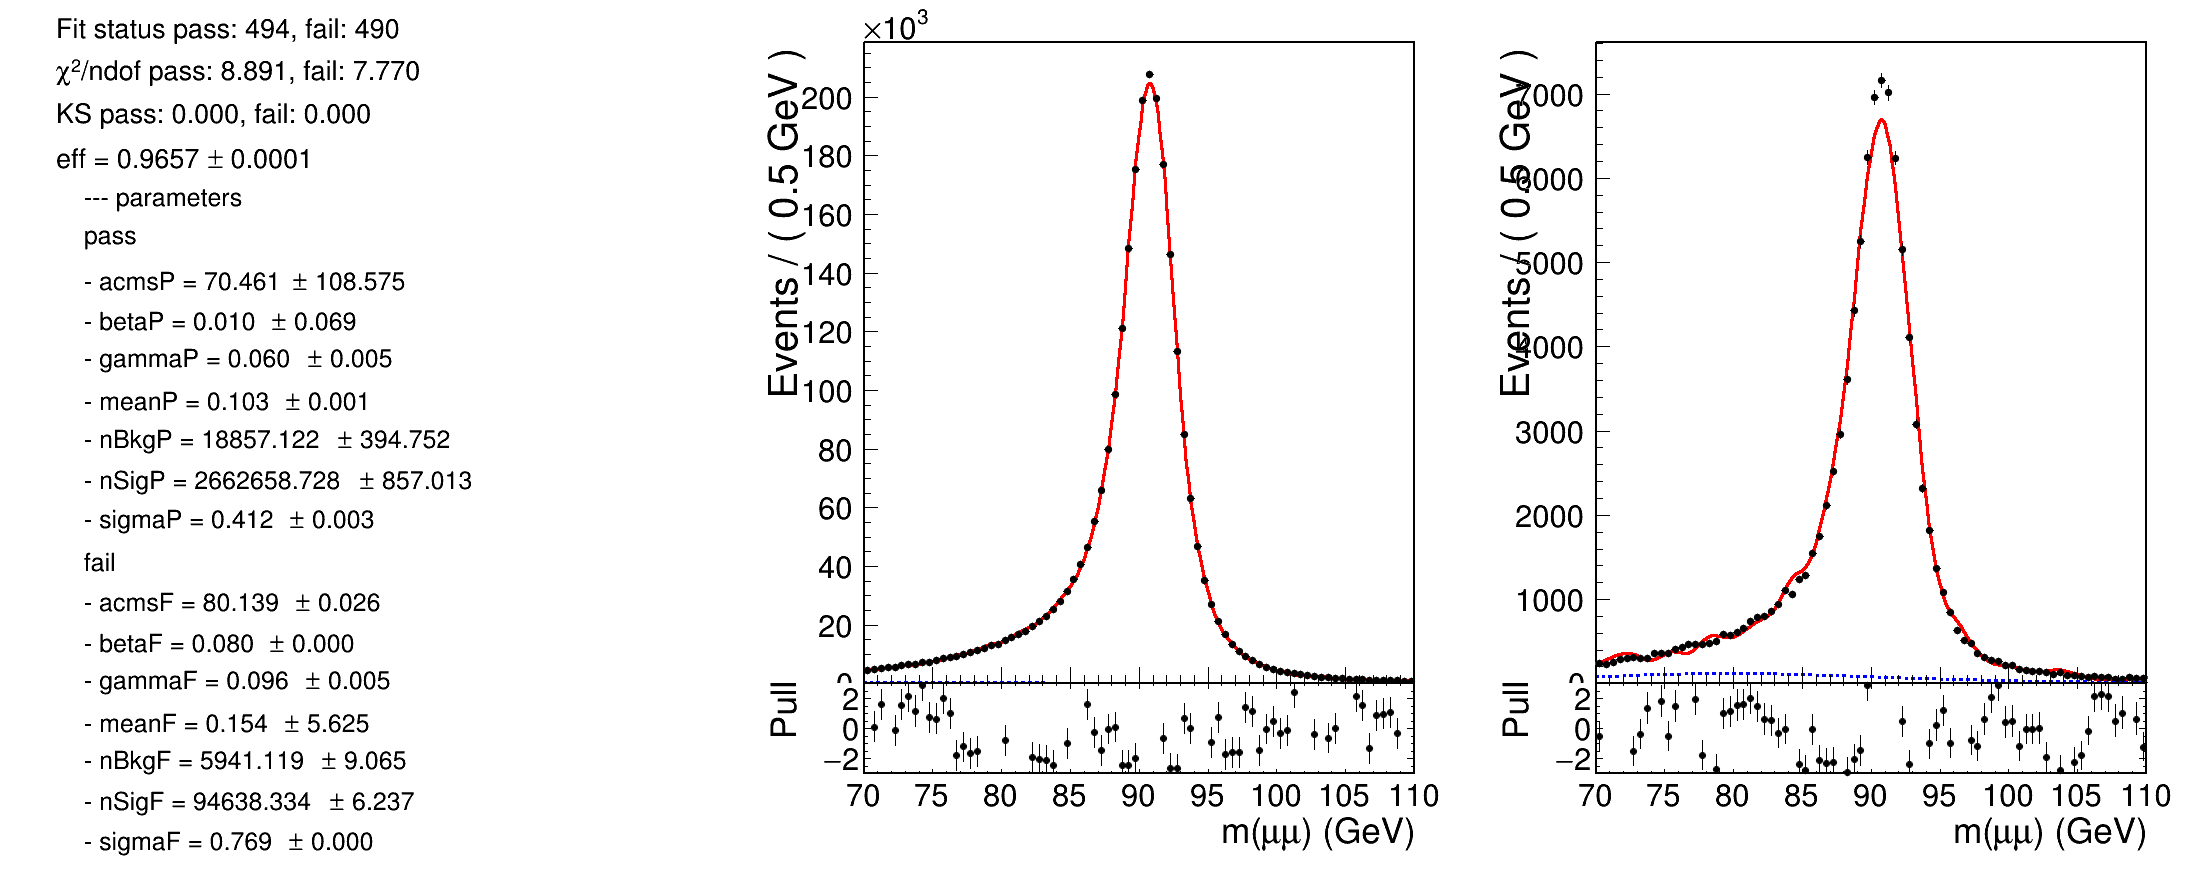 Fit status pass: 494, fail: 490
χ²/ndof pass: 8.891, fail: 7.770
KS pass: 0.000, fail: 0.000
eff = 0.9657 ± 0.0001
--- parameters
pass
- acmsP = 70.461 ± 108.575
- betaP = 0.010 ± 0.069
- gammaP = 0.060 ± 0.005
- meanP = 0.103 ± 0.001
- nBkgP = 18857.122 ± 394.752
- nSigP = 2662658.728 ± 857.013
- sigmaP = 0.412 ± 0.003
fail
- acmsF = 80.139 ± 0.026
- betaF = 0.080 ± 0.000
- gammaF = 0.096 ± 0.005
- meanF = 0.154 ± 5.625
- nBkgF = 5941.119 ± 9.065
- nSigF = 94638.334 ± 6.237
- sigmaF = 0.769 ± 0.000
×10³
Events / ( 0.5 GeV )
200
180
160
140
120
100
80
60
40
20
0
Pull
2
0
−2
70 75 80 85 90 95 100 105 110
m(μμ) (GeV)
Events / ( 0.5 GeV )
7000
6000
5000
4000
3000
2000
1000
0
Pull
2
0
−2
70 75 80 85 90 95 100 105 110
m(μμ) (GeV)